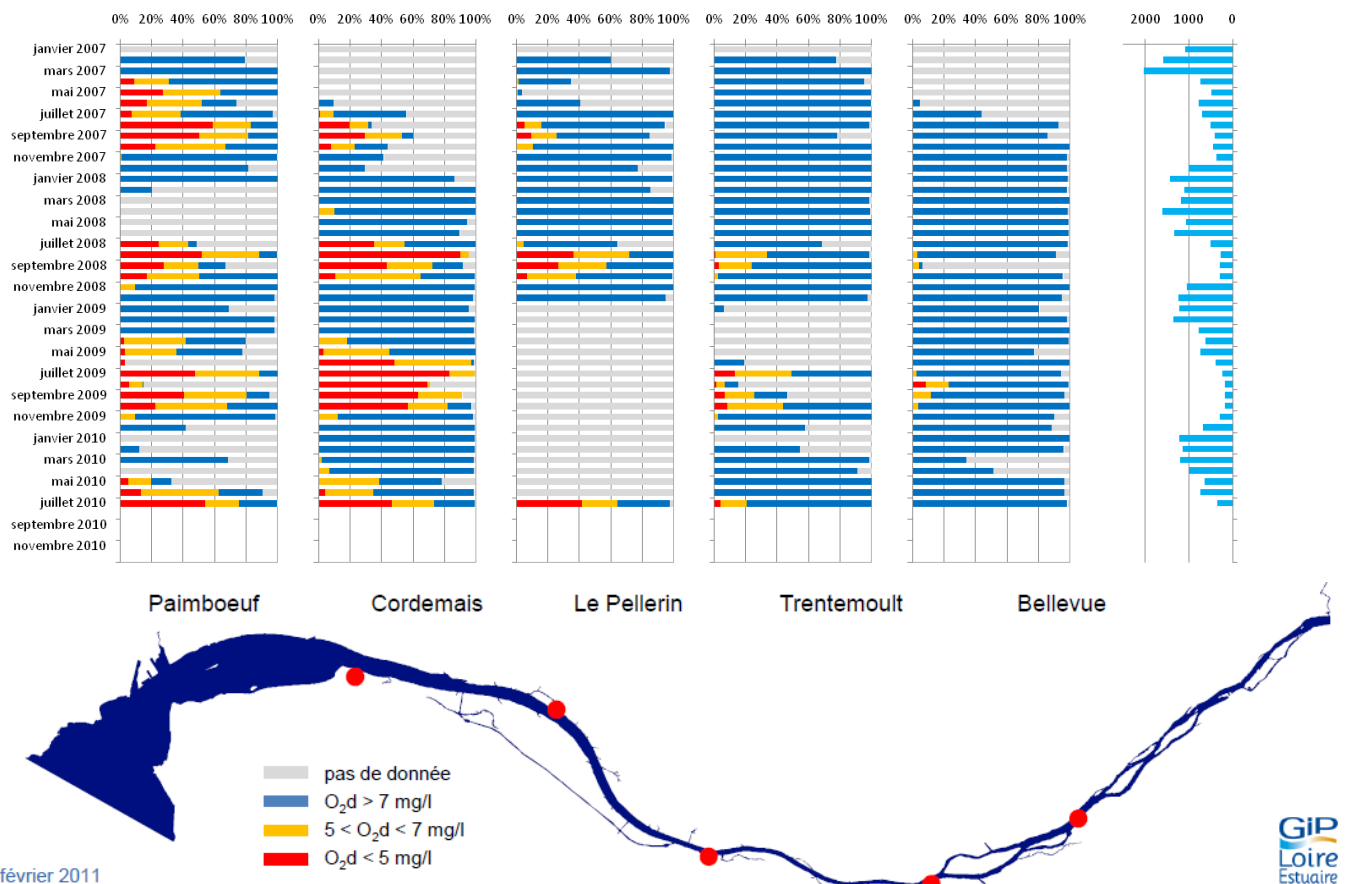 0% 20% 40% 60% 80% 100%
0% 20% 40% 60% 80% 100%
0% 20% 40% 60% 80% 100%
0% 20% 40% 60% 80% 100%
0% 20% 40% 60% 80% 100%
2000 1000 0
janvier 2007
mars 2007
mai 2007
juillet 2007
septembre 2007
novembre 2007
janvier 2008
mars 2008
mai 2008
juillet 2008
septembre 2008
novembre 2008
janvier 2009
mars 2009
mai 2009
juillet 2009
septembre 2009
novembre 2009
janvier 2010
mars 2010
mai 2010
juillet 2010
septembre 2010
novembre 2010
Paimboeuf
Cordemais
Le Pellerin
Trentemoult
Bellevue
pas de donnée
O₂d > 7 mg/l
5 < O₂d < 7 mg/l
O₂d < 5 mg/l
février 2011
GiP
Loire
Estuaire